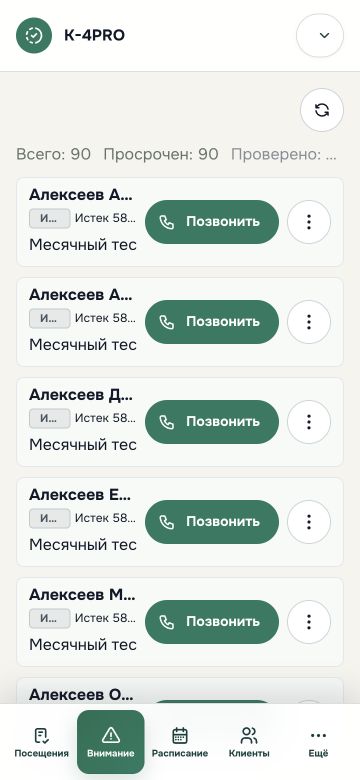 K-4PRO
Всего: 90 Просрочен: 90 Проверено: ...
Алексеев А...
И... Истек 58...
Позвонить
Месячный тес
Алексеев А...
И... Истек 58...
Позвонить
Месячный тес
Алексеев Д...
И... Истек 58...
Позвонить
Месячный тес
Алексеев Е...
И... Истек 58...
Позвонить
Месячный тес
Алексеев М...
И... Истек 58...
Позвонить
Месячный тес
Алексеев О...
Посещения Внимание Расписание Клиенты Ещё